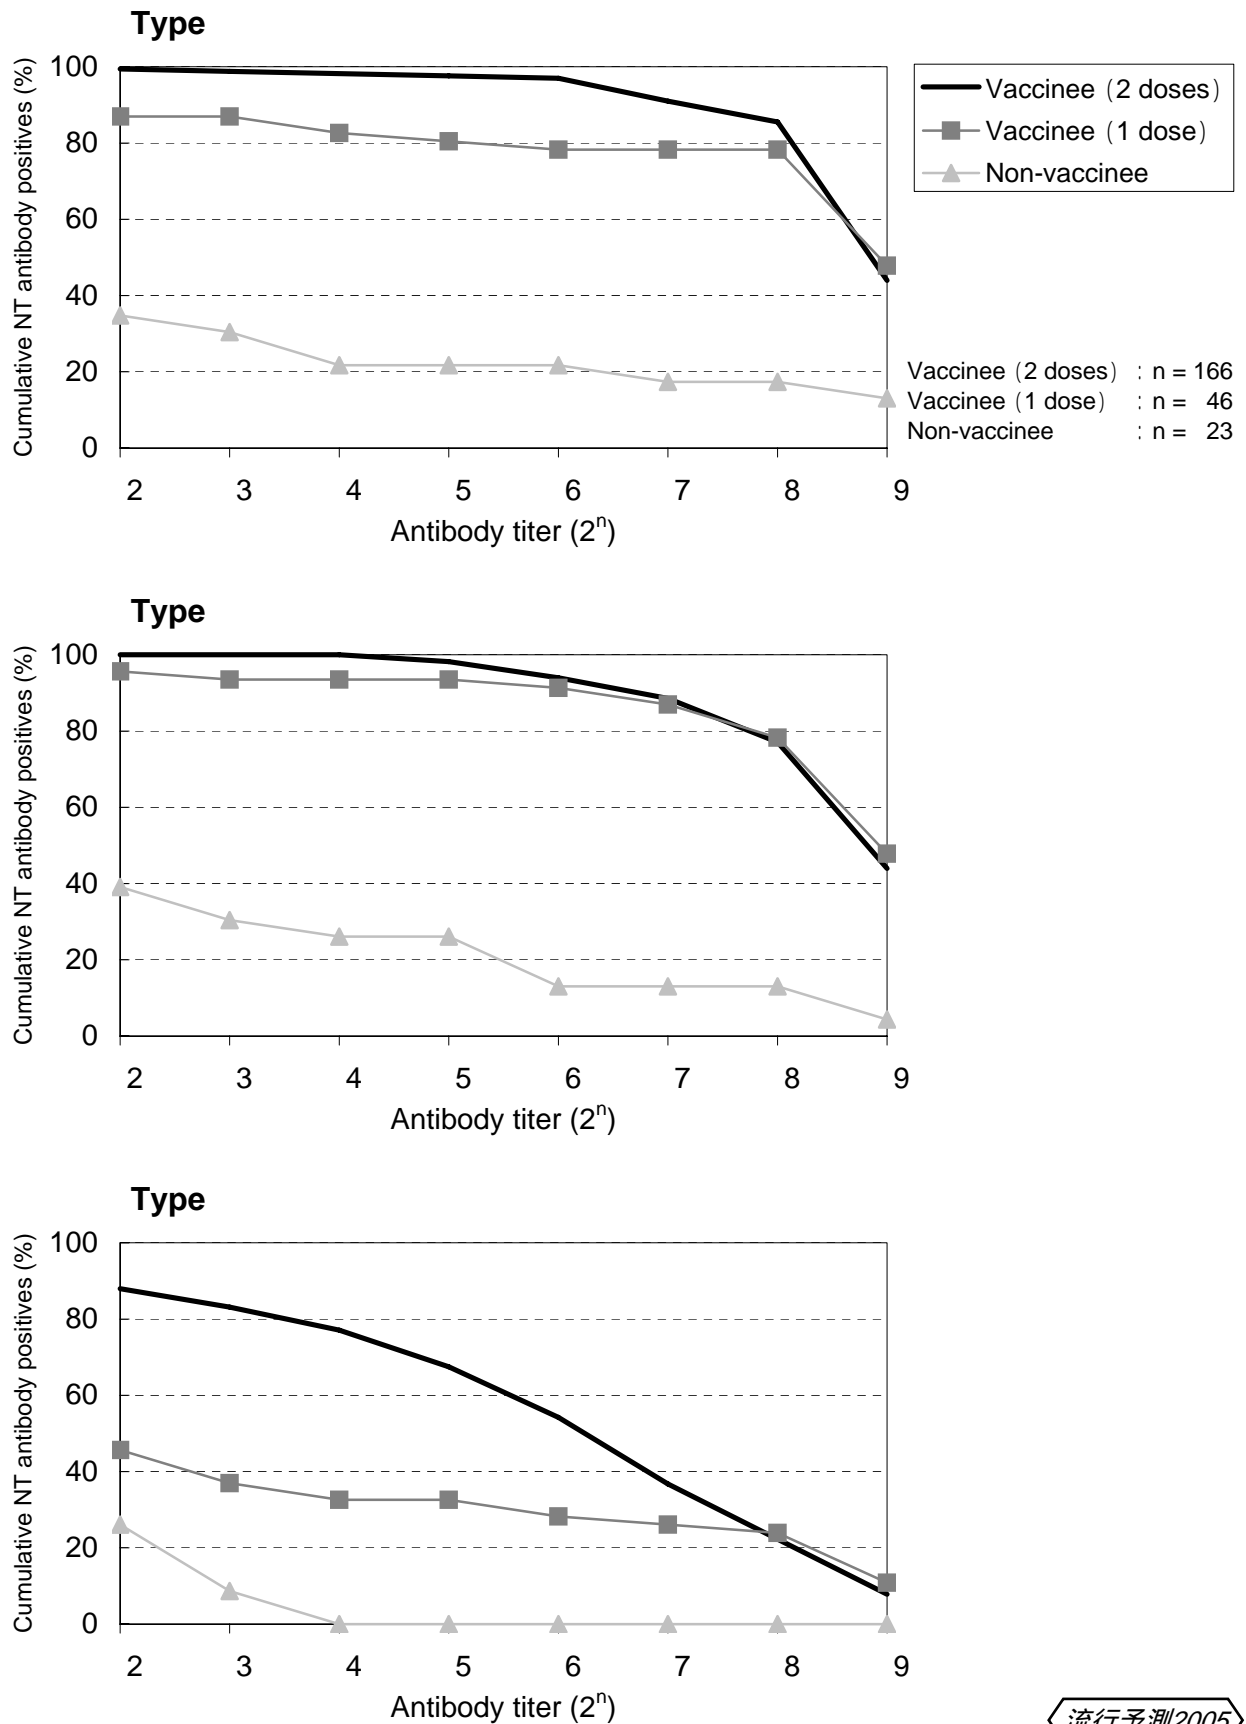 Type
Cumulative NT antibody positives (%)
100
80
60
40
20
0
2 3 4 5 6 7 8 9
Antibody titer (2ⁿ)
Vaccinee (2 doses)
Vaccinee (1 dose)
Non-vaccinee
Vaccinee (2 doses) : n = 166
Vaccinee (1 dose) : n = 46
Non-vaccinee : n = 23
Type
Cumulative NT antibody positives (%)
100
80
60
40
20
0
2 3 4 5 6 7 8 9
Antibody titer (2ⁿ)
Type
Cumulative NT antibody positives (%)
100
80
60
40
20
0
2 3 4 5 6 7 8 9
Antibody titer (2ⁿ)
流行予測2005